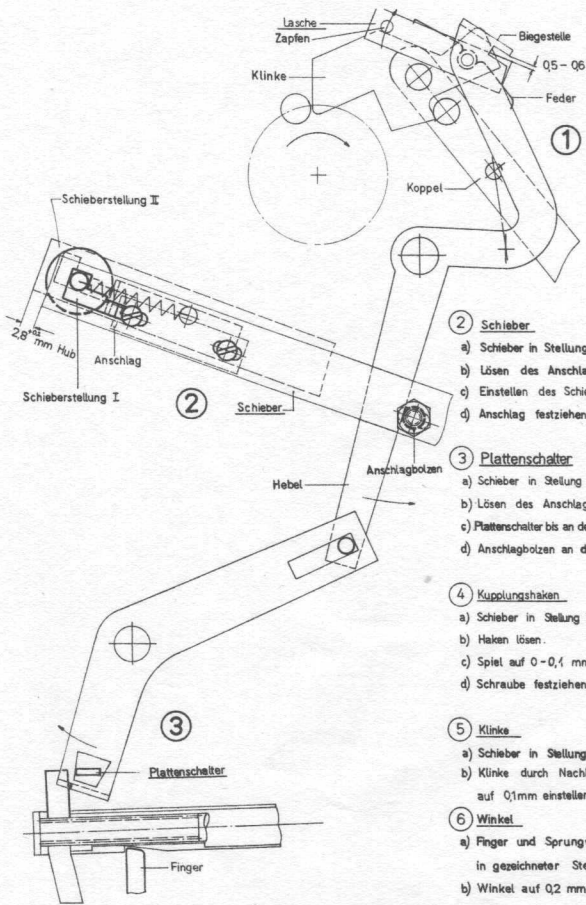 Lasche
Zapfen
Klinke
Biegestelle
0,5 - 0,6
Feder
1
Koppel
Schieberstellung II
2,8 +0,2 mm Hub
Anschlag
Schieberstellung I
2
Schieber
Anschlagbolzen
Hebel
3
Plattenschalter
Finger
2 Schieber
a) Schieber in Stellung
b) Lösen des Anschla
c) Einstellen des Schie
d) Anschlag festziehen
3 Plattenschalter
a) Schieber in Stellung
b) Lösen des Anschlag
c) Plattenschalter bis an de
d) Anschlagbolzen an d
4 Kupplungshaken
a) Schieber in Stellung
b) Haken lösen.
c) Spiel auf 0-0,1 mm
d) Schraube festziehen
5 Klinke
a) Schieber in Stellung
b) Klinke durch Nach
auf 0,1mm einstellen
6 Winkel
a) Finger und Sprung-
in gezeichneter Ste
b) Winkel auf 0,2 mm